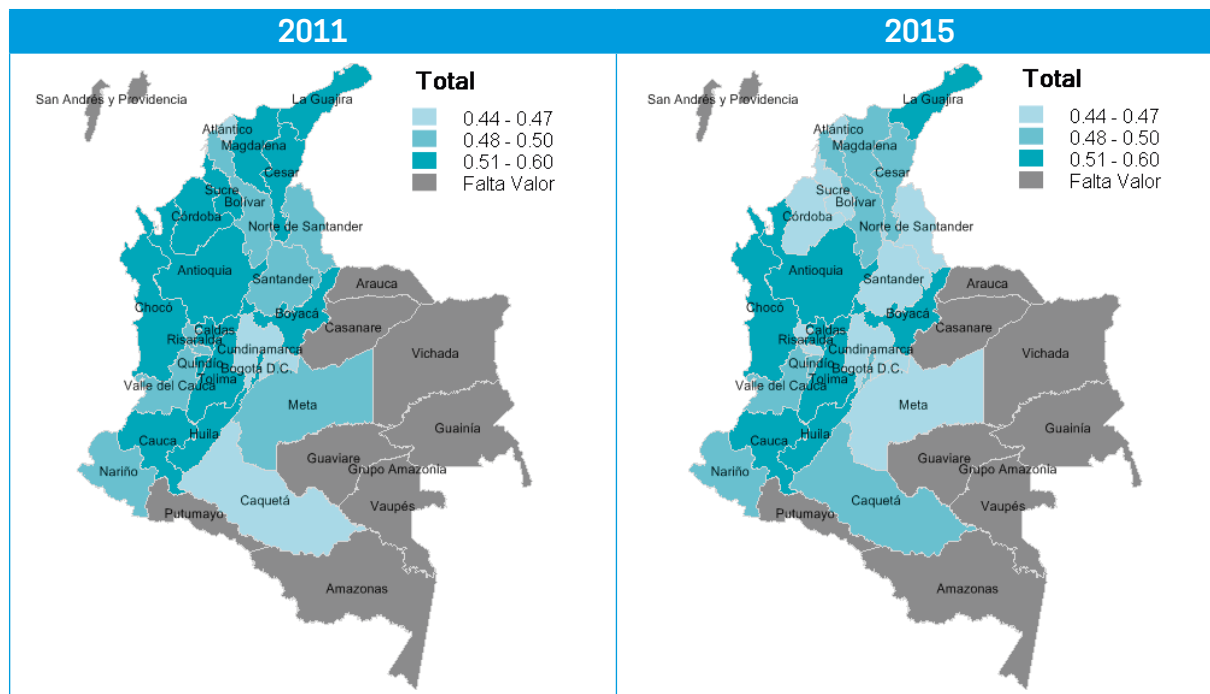 2011
2015
Total
0.44 - 0.47
0.48 - 0.50
0.51 - 0.60
Falta Valor
San Andrés y Providencia
La Guajira
Atlántico
Magdalena
Cesar
Sucre
Bolívar
Córdoba
Norte de Santander
Antioquia
Santander
Arauca
Chocó
Boyacá
Caldas
Casanare
Risaralda
Cundinamarca
Vichada
Quindío
Bogotá D.C.
Tolima
Valle del Cauca
Meta
Guainía
Cauca
Huila
Guaviare
Nariño
Grupo Amazonía
Caquetá
Vaupés
Putumayo
Amazonas
Total
0.44 - 0.47
0.48 - 0.50
0.51 - 0.60
Falta Valor
San Andrés y Providencia
La Guajira
Atlántico
Magdalena
Cesar
Sucre
Bolívar
Córdoba
Norte de Santander
Antioquia
Santander
Arauca
Chocó
Boyacá
Caldas
Casanare
Risaralda
Cundinamarca
Vichada
Quindío
Bogotá D.C.
Tolima
Valle del Cauca
Meta
Guainía
Cauca
Huila
Guaviare
Nariño
Grupo Amazonía
Caquetá
Vaupés
Putumayo
Amazonas